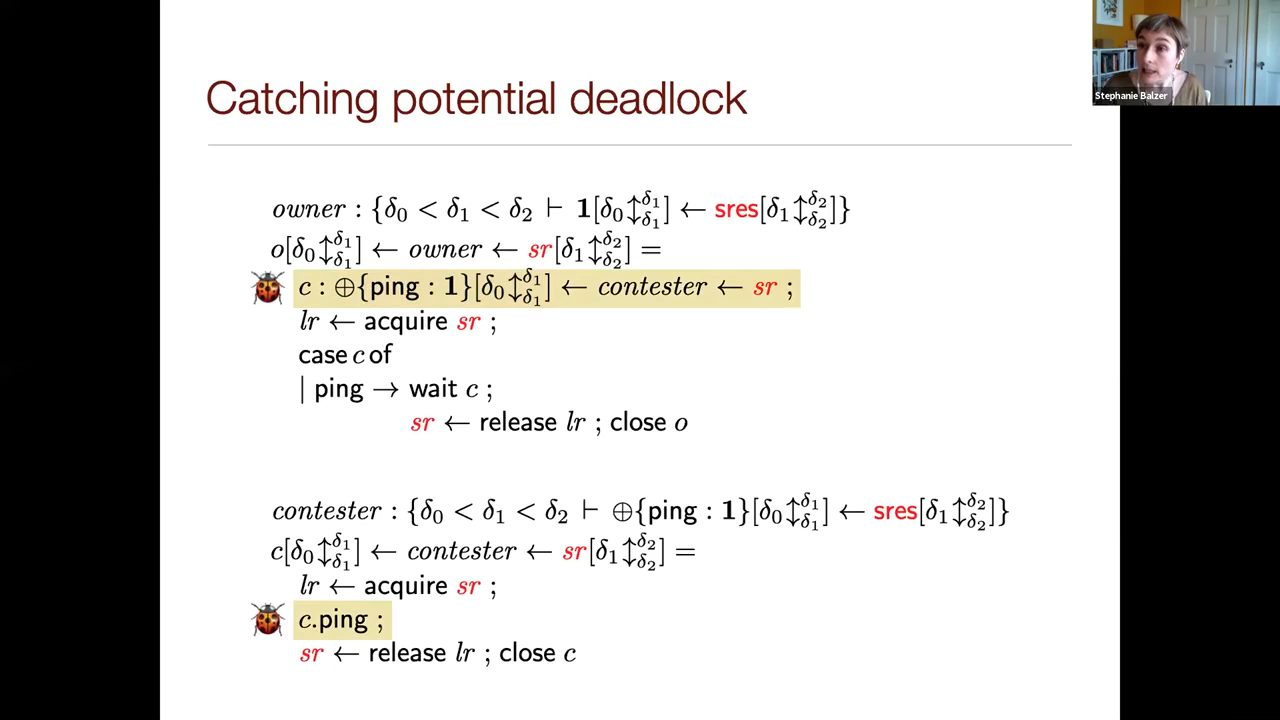 Stephanie Balzer
Catching potential deadlock
owner : {δ₀ < δ₁ < δ₂ ⊢ 1[δ₀↕δ₁δ₁] ← sres[δ₁↕δ₂δ₂]}
o[δ₀↕δ₁δ₁] ← owner ← sr[δ₁↕δ₂δ₂] =
c : ⊕{ping : 1}[δ₀↕δ₁δ₁] ← contester ← sr ;
lr ← acquire sr ;
case c of
| ping → wait c ;
sr ← release lr ; close o
contester : {δ₀ < δ₁ < δ₂ ⊢ ⊕{ping : 1}[δ₀↕δ₁δ₁] ← sres[δ₁↕δ₂δ₂]}
c[δ₀↕δ₁δ₁] ← contester ← sr[δ₁↕δ₂δ₂] =
lr ← acquire sr ;
c.ping ;
sr ← release lr ; close c